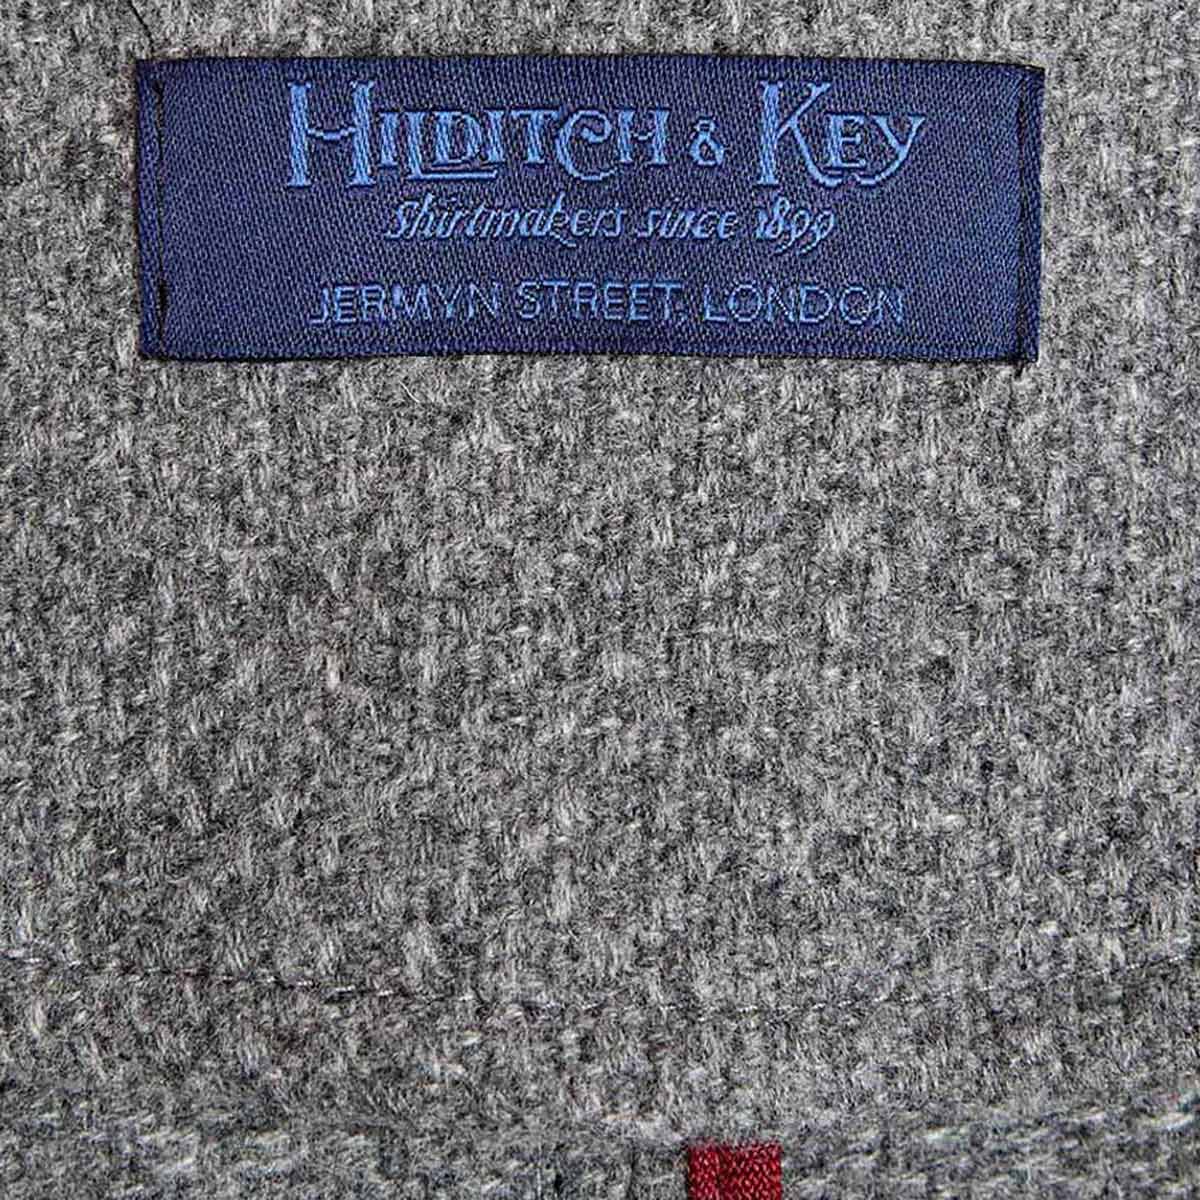 HILDITCH & KEY
Shirtmakers since 1899
JERMYN STREET, LONDON